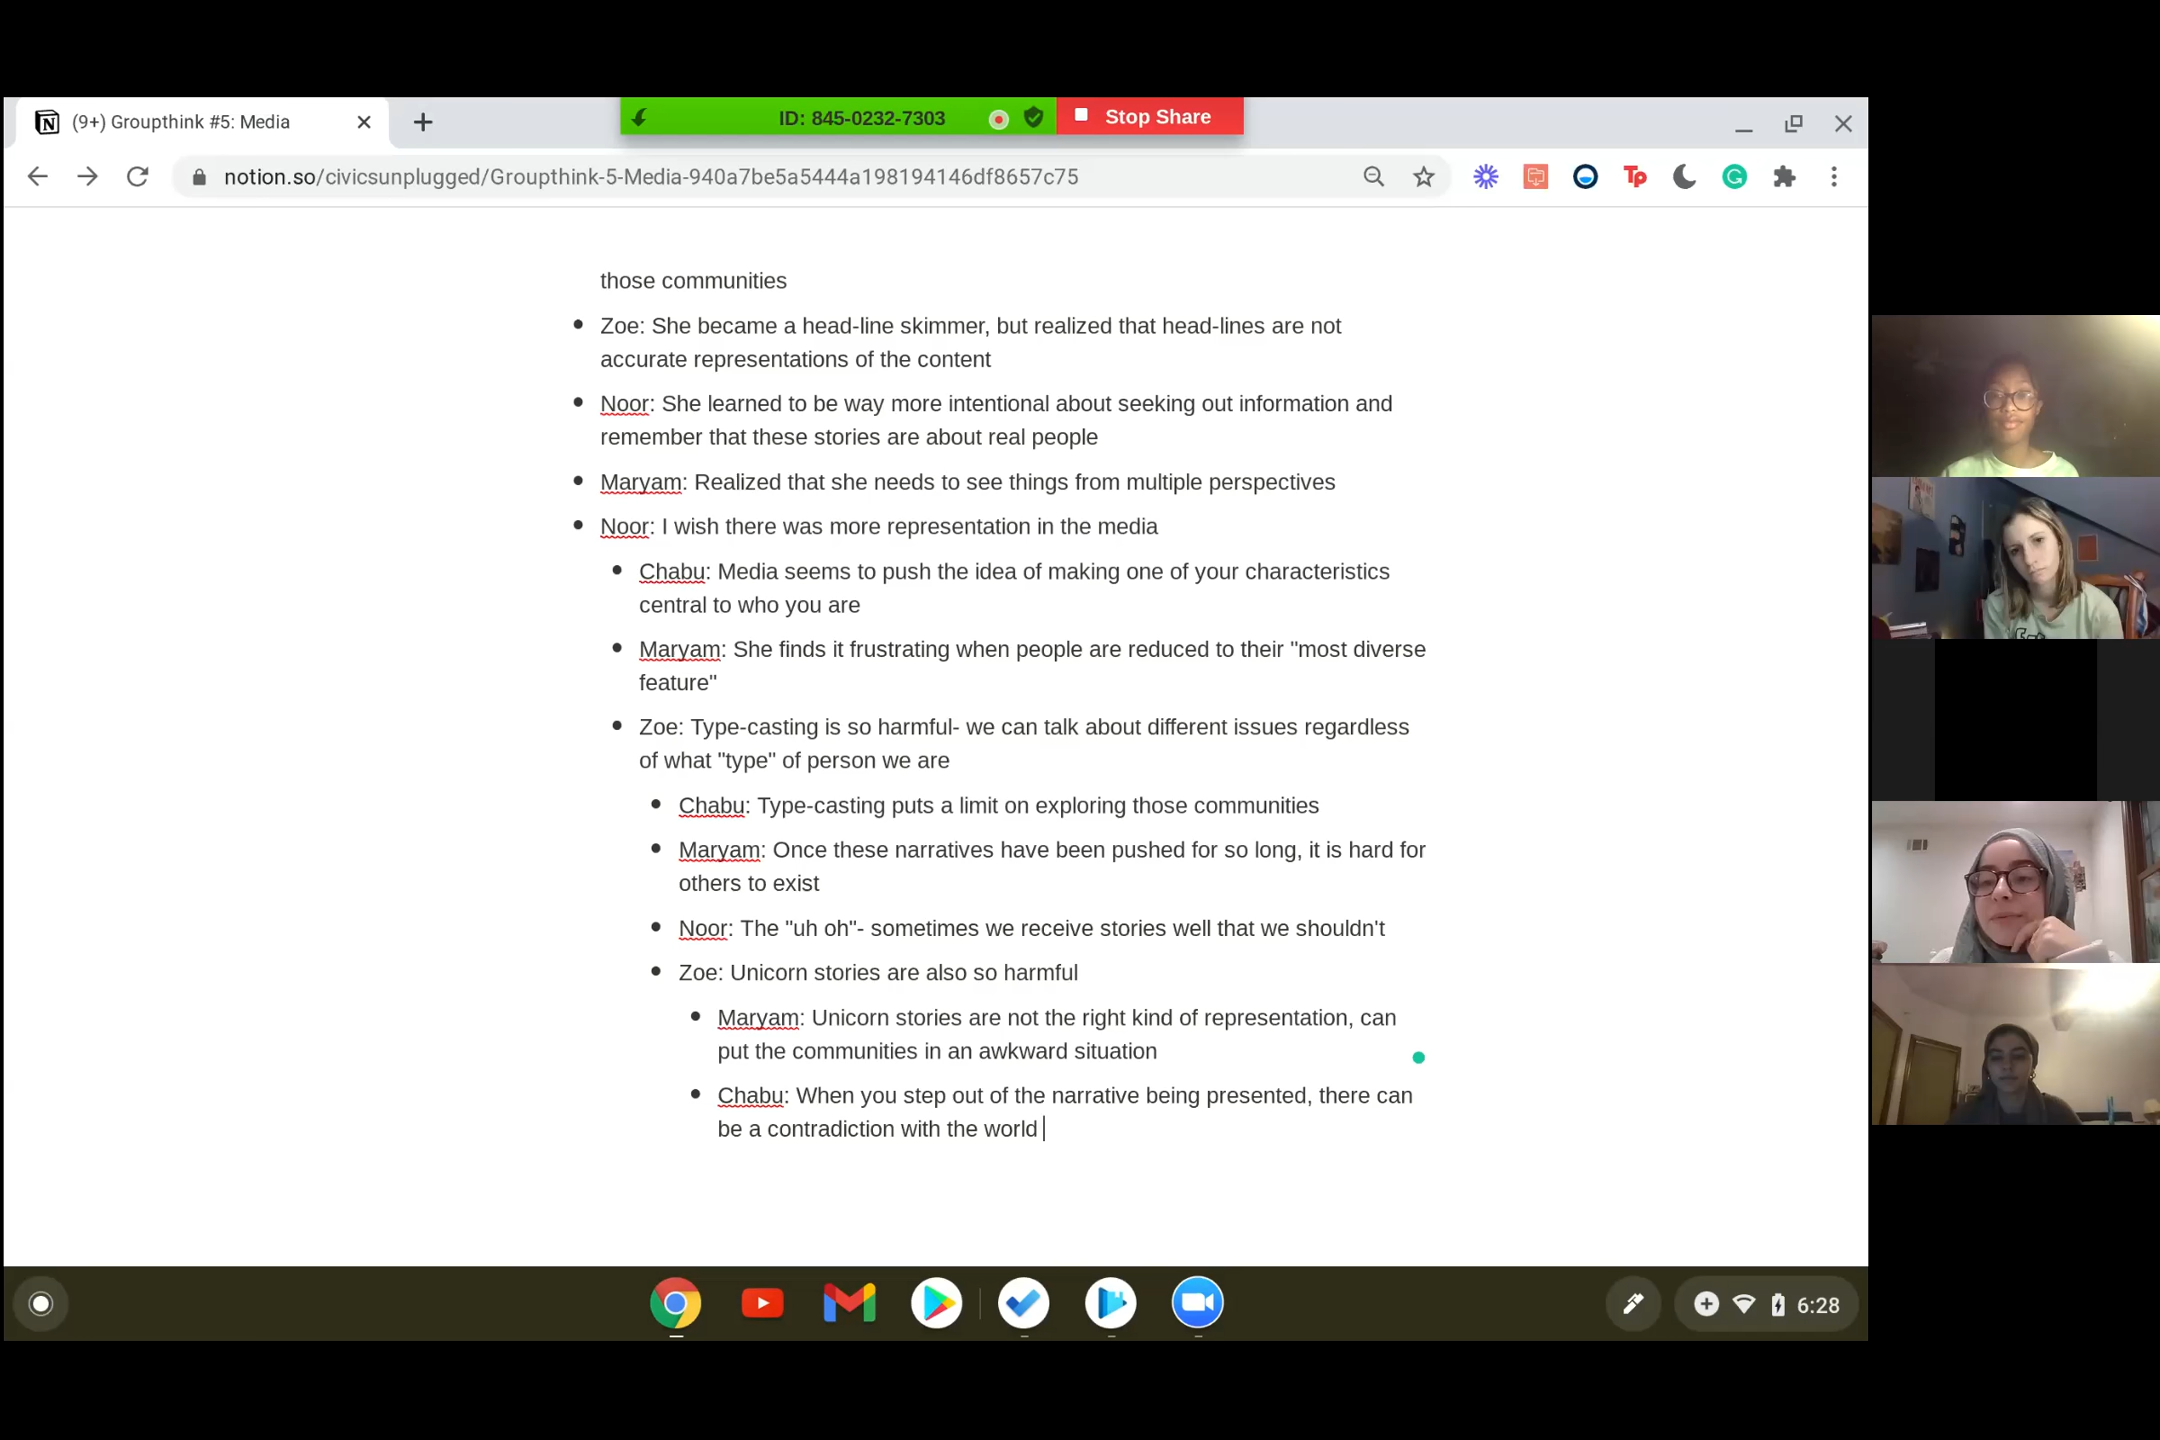 (9+) Groupthink #5: Media
ID: 845-0232-7303
Stop Share
notion.so/civicsunplugged/Groupthink-5-Media-940a7be5a5444a198194146df8657c75
those communities
Zoe: She became a head-line skimmer, but realized that head-lines are not
accurate representations of the content
Noor: She learned to be way more intentional about seeking out information and
remember that these stories are about real people
Maryam: Realized that she needs to see things from multiple perspectives
Noor: I wish there was more representation in the media
Chabu: Media seems to push the idea of making one of your characteristics
central to who you are
Maryam: She finds it frustrating when people are reduced to their "most diverse
feature"
Zoe: Type-casting is so harmful- we can talk about different issues regardless
of what "type" of person we are
Chabu: Type-casting puts a limit on exploring those communities
Maryam: Once these narratives have been pushed for so long, it is hard for
others to exist
Noor: The "uh oh"- sometimes we receive stories well that we shouldn't
Zoe: Unicorn stories are also so harmful
Maryam: Unicorn stories are not the right kind of representation, can
put the communities in an awkward situation
Chabu: When you step out of the narrative being presented, there can
be a contradiction with the world
6:28